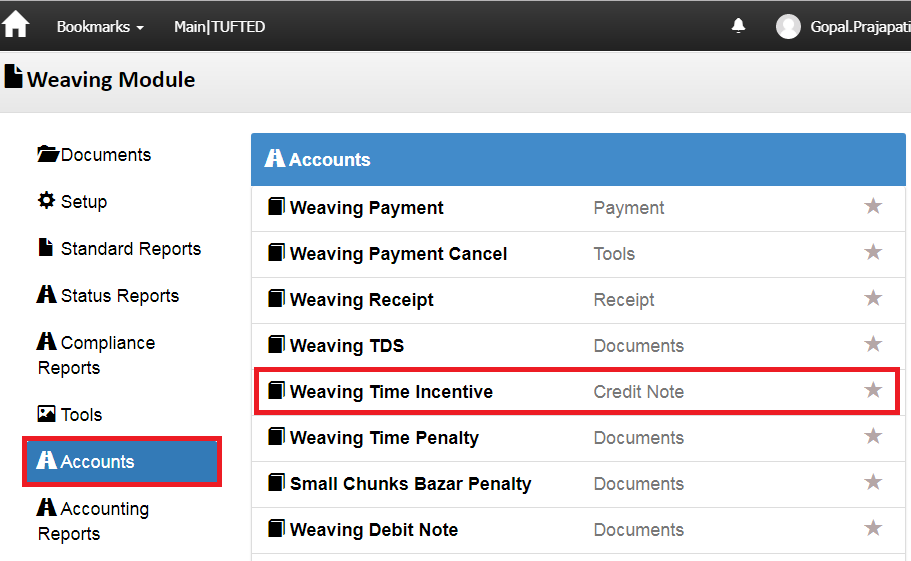 Bookmarks Main|TUFTED Gopal.Prajapati
Weaving Module
Documents
Setup
Standard Reports
Status Reports
Compliance
Reports
Tools
Accounts
Accounting
Reports
Accounts
Weaving Payment Payment
Weaving Payment Cancel Tools
Weaving Receipt Receipt
Weaving TDS Documents
Weaving Time Incentive Credit Note
Weaving Time Penalty Documents
Small Chunks Bazar Penalty Documents
Weaving Debit Note Documents